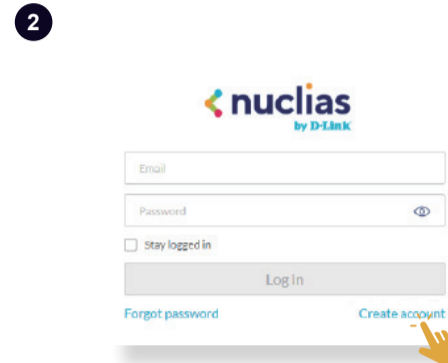 2
nuclias
by D-Link
Email
Password
Stay logged in
Log In
Forgot password
Create account